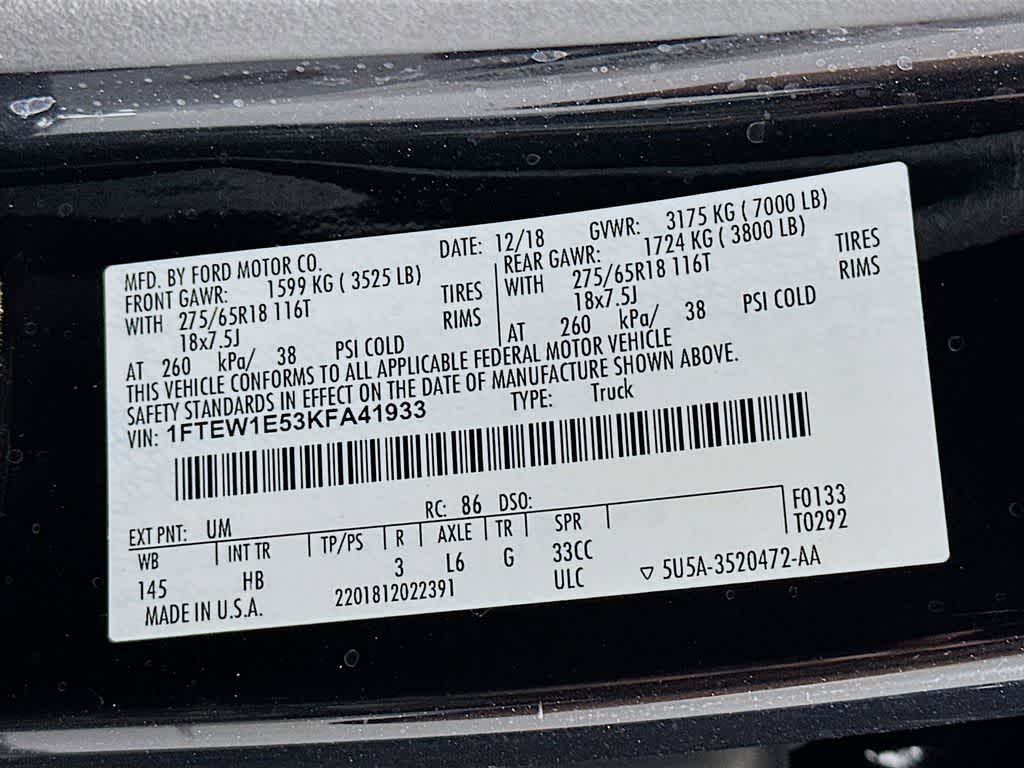 MFD. BY FORD MOTOR CO. DATE: 12/18 GVWR: 3175 KG ( 7000 LB)
FRONT GAWR: 1599 KG ( 3525 LB) REAR GAWR: 1724 KG ( 3800 LB)
WITH 275/65R18 116T TIRES WITH 275/65R18 116T TIRES
18x7.5J RIMS 18x7.5J RIMS
AT 260 kPa/ 38 PSI COLD AT 260 kPa/ 38 PSI COLD
THIS VEHICLE CONFORMS TO ALL APPLICABLE FEDERAL MOTOR VEHICLE
SAFETY STANDARDS IN EFFECT ON THE DATE OF MANUFACTURE SHOWN ABOVE.
VIN: 1FTEW1E53KFA41933 TYPE: Truck
EXT PNT: UM RC: 86 DSO: F0133
WB INT TR TP/PS R AXLE TR SPR T0292
145 HB 3 L6 G 33CC
MADE IN U.S.A. 2201812022391 ULC ▽ 5U5A-3520472-AA